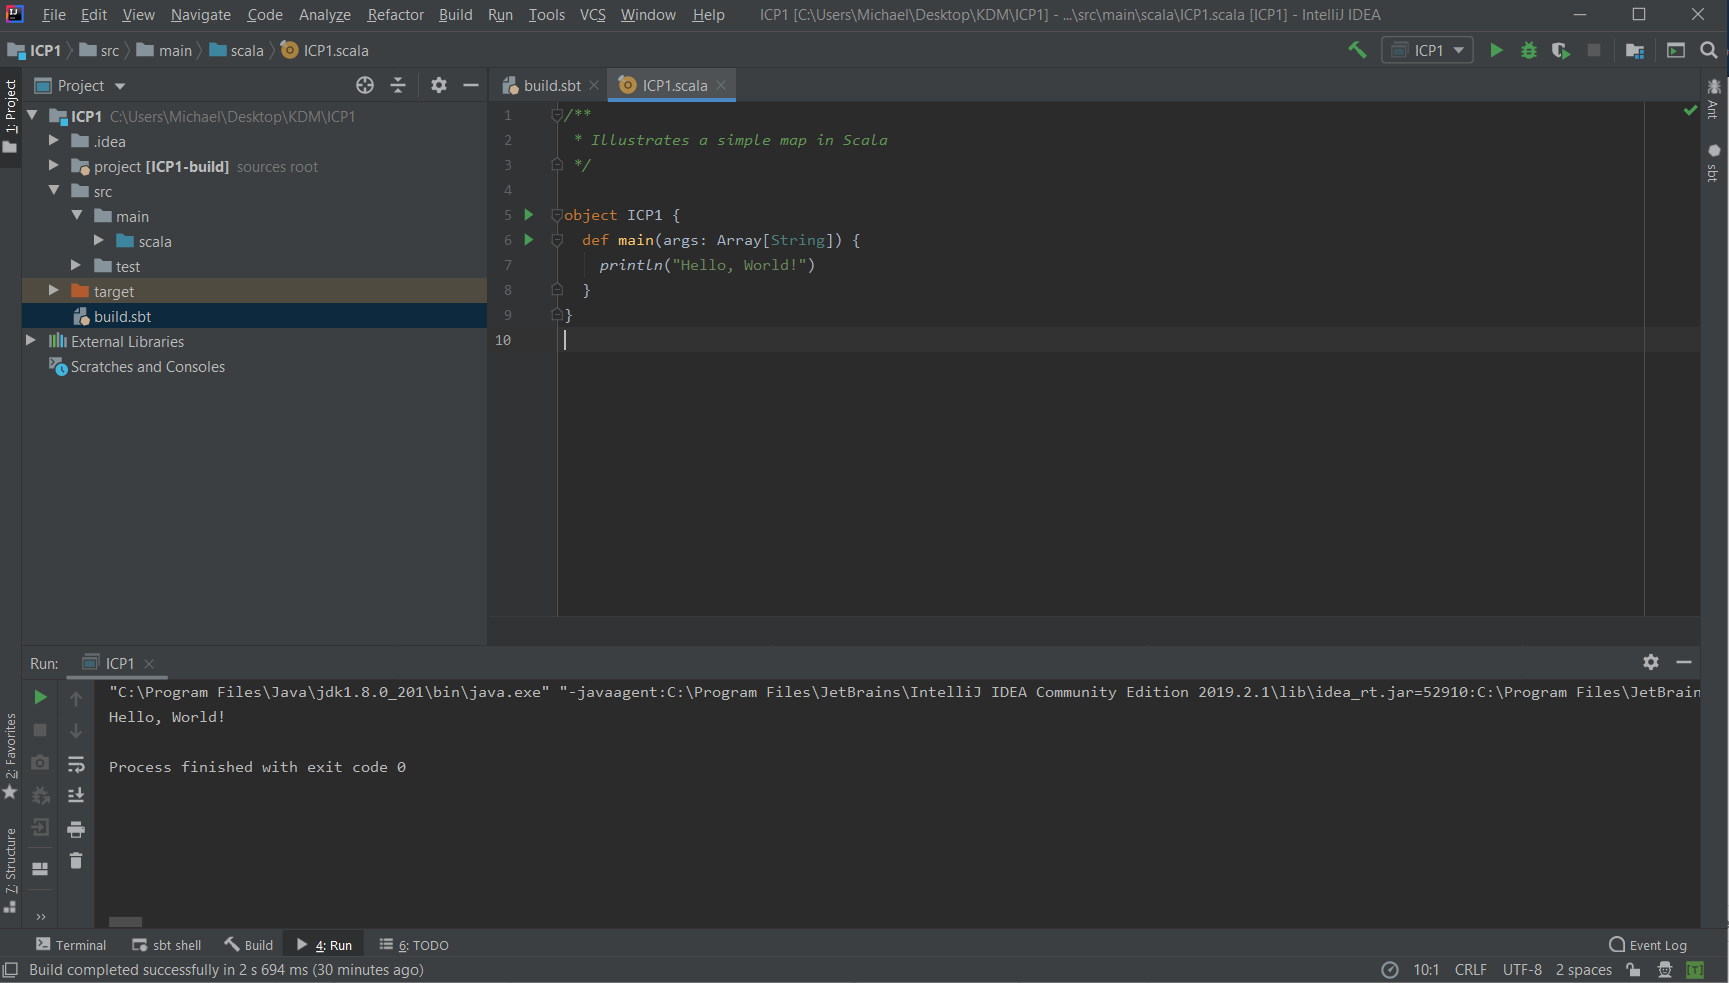 File Edit View Navigate Code Analyze Refactor Build Run Tools VCS Window Help ICP1 [C:\Users\Michael\Desktop\KDM\ICP1] - ...\src\main\scala\ICP1.scala [ICP1] - IntelliJ IDEA
ICP1 src main scala ICP1.scala ICP1
Project
build.sbt ICP1.scala
1: Project
ICP1 C:\Users\Michael\Desktop\KDM\ICP1
.idea
project [ICP1-build] sources root
src
main
scala
test
target
build.sbt
External Libraries
Scratches and Consoles
1 /**
2 * Illustrates a simple map in Scala
3 */
4
5 object ICP1 {
6 def main(args: Array[String]) {
7 println("Hello, World!")
8 }
9 }
10
Ant
sbt
Run: ICP1
"C:\Program Files\Java\jdk1.8.0_201\bin\java.exe" "-javaagent:C:\Program Files\JetBrains\IntelliJ IDEA Community Edition 2019.2.1\lib\idea_rt.jar=52910:C:\Program Files\JetBrain
Hello, World!
Process finished with exit code 0
2: Favorites
7: Structure
Terminal sbt shell Build 4: Run 6: TODO Event Log
Build completed successfully in 2 s 694 ms (30 minutes ago) 10:1 CRLF UTF-8 2 spaces [T]